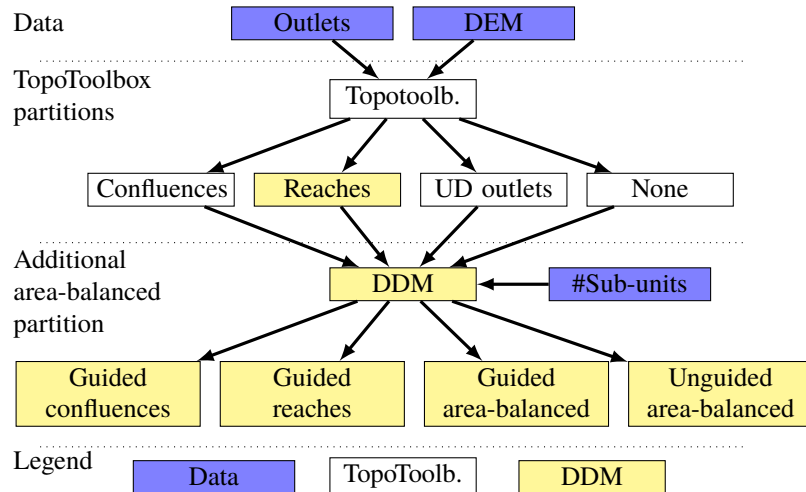 Data
Outlets
DEM
TopoToolbox
partitions
Topotoolb.
Confluences
Reaches
UD outlets
None
Additional
area-balanced
partition
DDM
#Sub-units
Guided
confluences
Guided
reaches
Guided
area-balanced
Unguided
area-balanced
Legend
Data
TopoToolb.
DDM